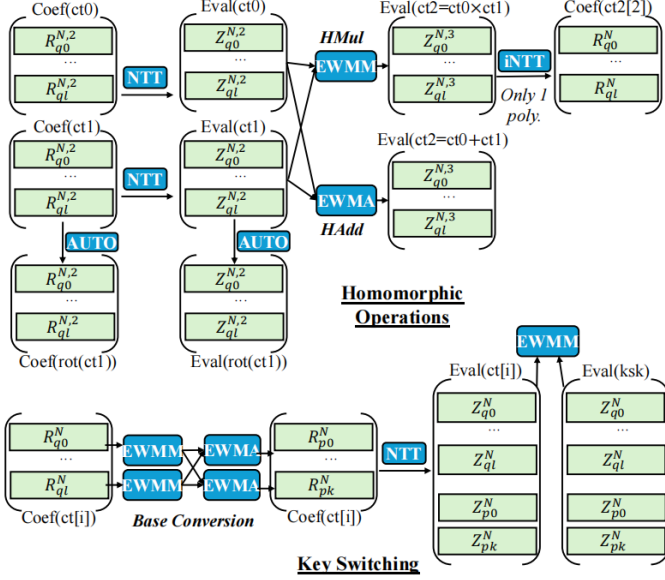 Coef(ct0)
R_{q0}^{N,2}
...
R_{ql}^{N,2}
NTT
Eval(ct0)
Z_{q0}^{N,2}
...
Z_{ql}^{N,2}
HMul
EWMM
Eval(ct2=ct0×ct1)
Z_{q0}^{N,3}
...
Z_{ql}^{N,3}
iNTT
Only 1
poly.
Coef(ct2[2])
R_{q0}^{N}
...
R_{ql}^{N}
Coef(ct1)
R_{q0}^{N,2}
...
R_{ql}^{N,2}
NTT
Eval(ct1)
Z_{q0}^{N,2}
...
Z_{ql}^{N,2}
EWMA
HAdd
Eval(ct2=ct0+ct1)
Z_{q0}^{N,3}
...
Z_{ql}^{N,3}
AUTO
R_{q0}^{N,2}
...
R_{ql}^{N,2}
Coef(rot(ct1))
AUTO
Z_{q0}^{N,2}
...
Z_{ql}^{N,2}
Eval(rot(ct1))
Homomorphic
Operations
R_{q0}^{N}
...
R_{ql}^{N}
Coef(ct[i])
EWMM
EWMA
EWMM
EWMA
Base Conversion
R_{p0}^{N}
...
R_{pk}^{N}
Coef(ct[i])
NTT
EWMM
Eval(ct[i])
Z_{q0}^{N}
...
Z_{ql}^{N}
Z_{p0}^{N}
Z_{pk}^{N}
Eval(ksk)
Z_{q0}^{N}
...
Z_{ql}^{N}
Z_{p0}^{N}
Z_{pk}^{N}
Key Switching